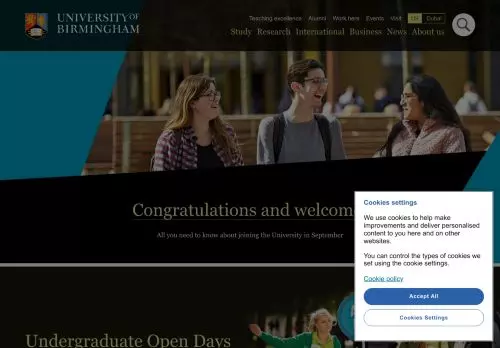 UNIVERSITY OF
BIRMINGHAM
Teaching excellence Alumni Work here Events Visit UK Dubai
Study Research International Business News About us
Congratulations and welcome
All you need to know about joining the University in September
Cookies settings
We use cookies to help make
improvements and deliver personalised
content to you here and on other
websites.
You can control the types of cookies we
set using the cookie settings.
Cookie policy
Accept All
Cookies Settings
Undergraduate Open Days